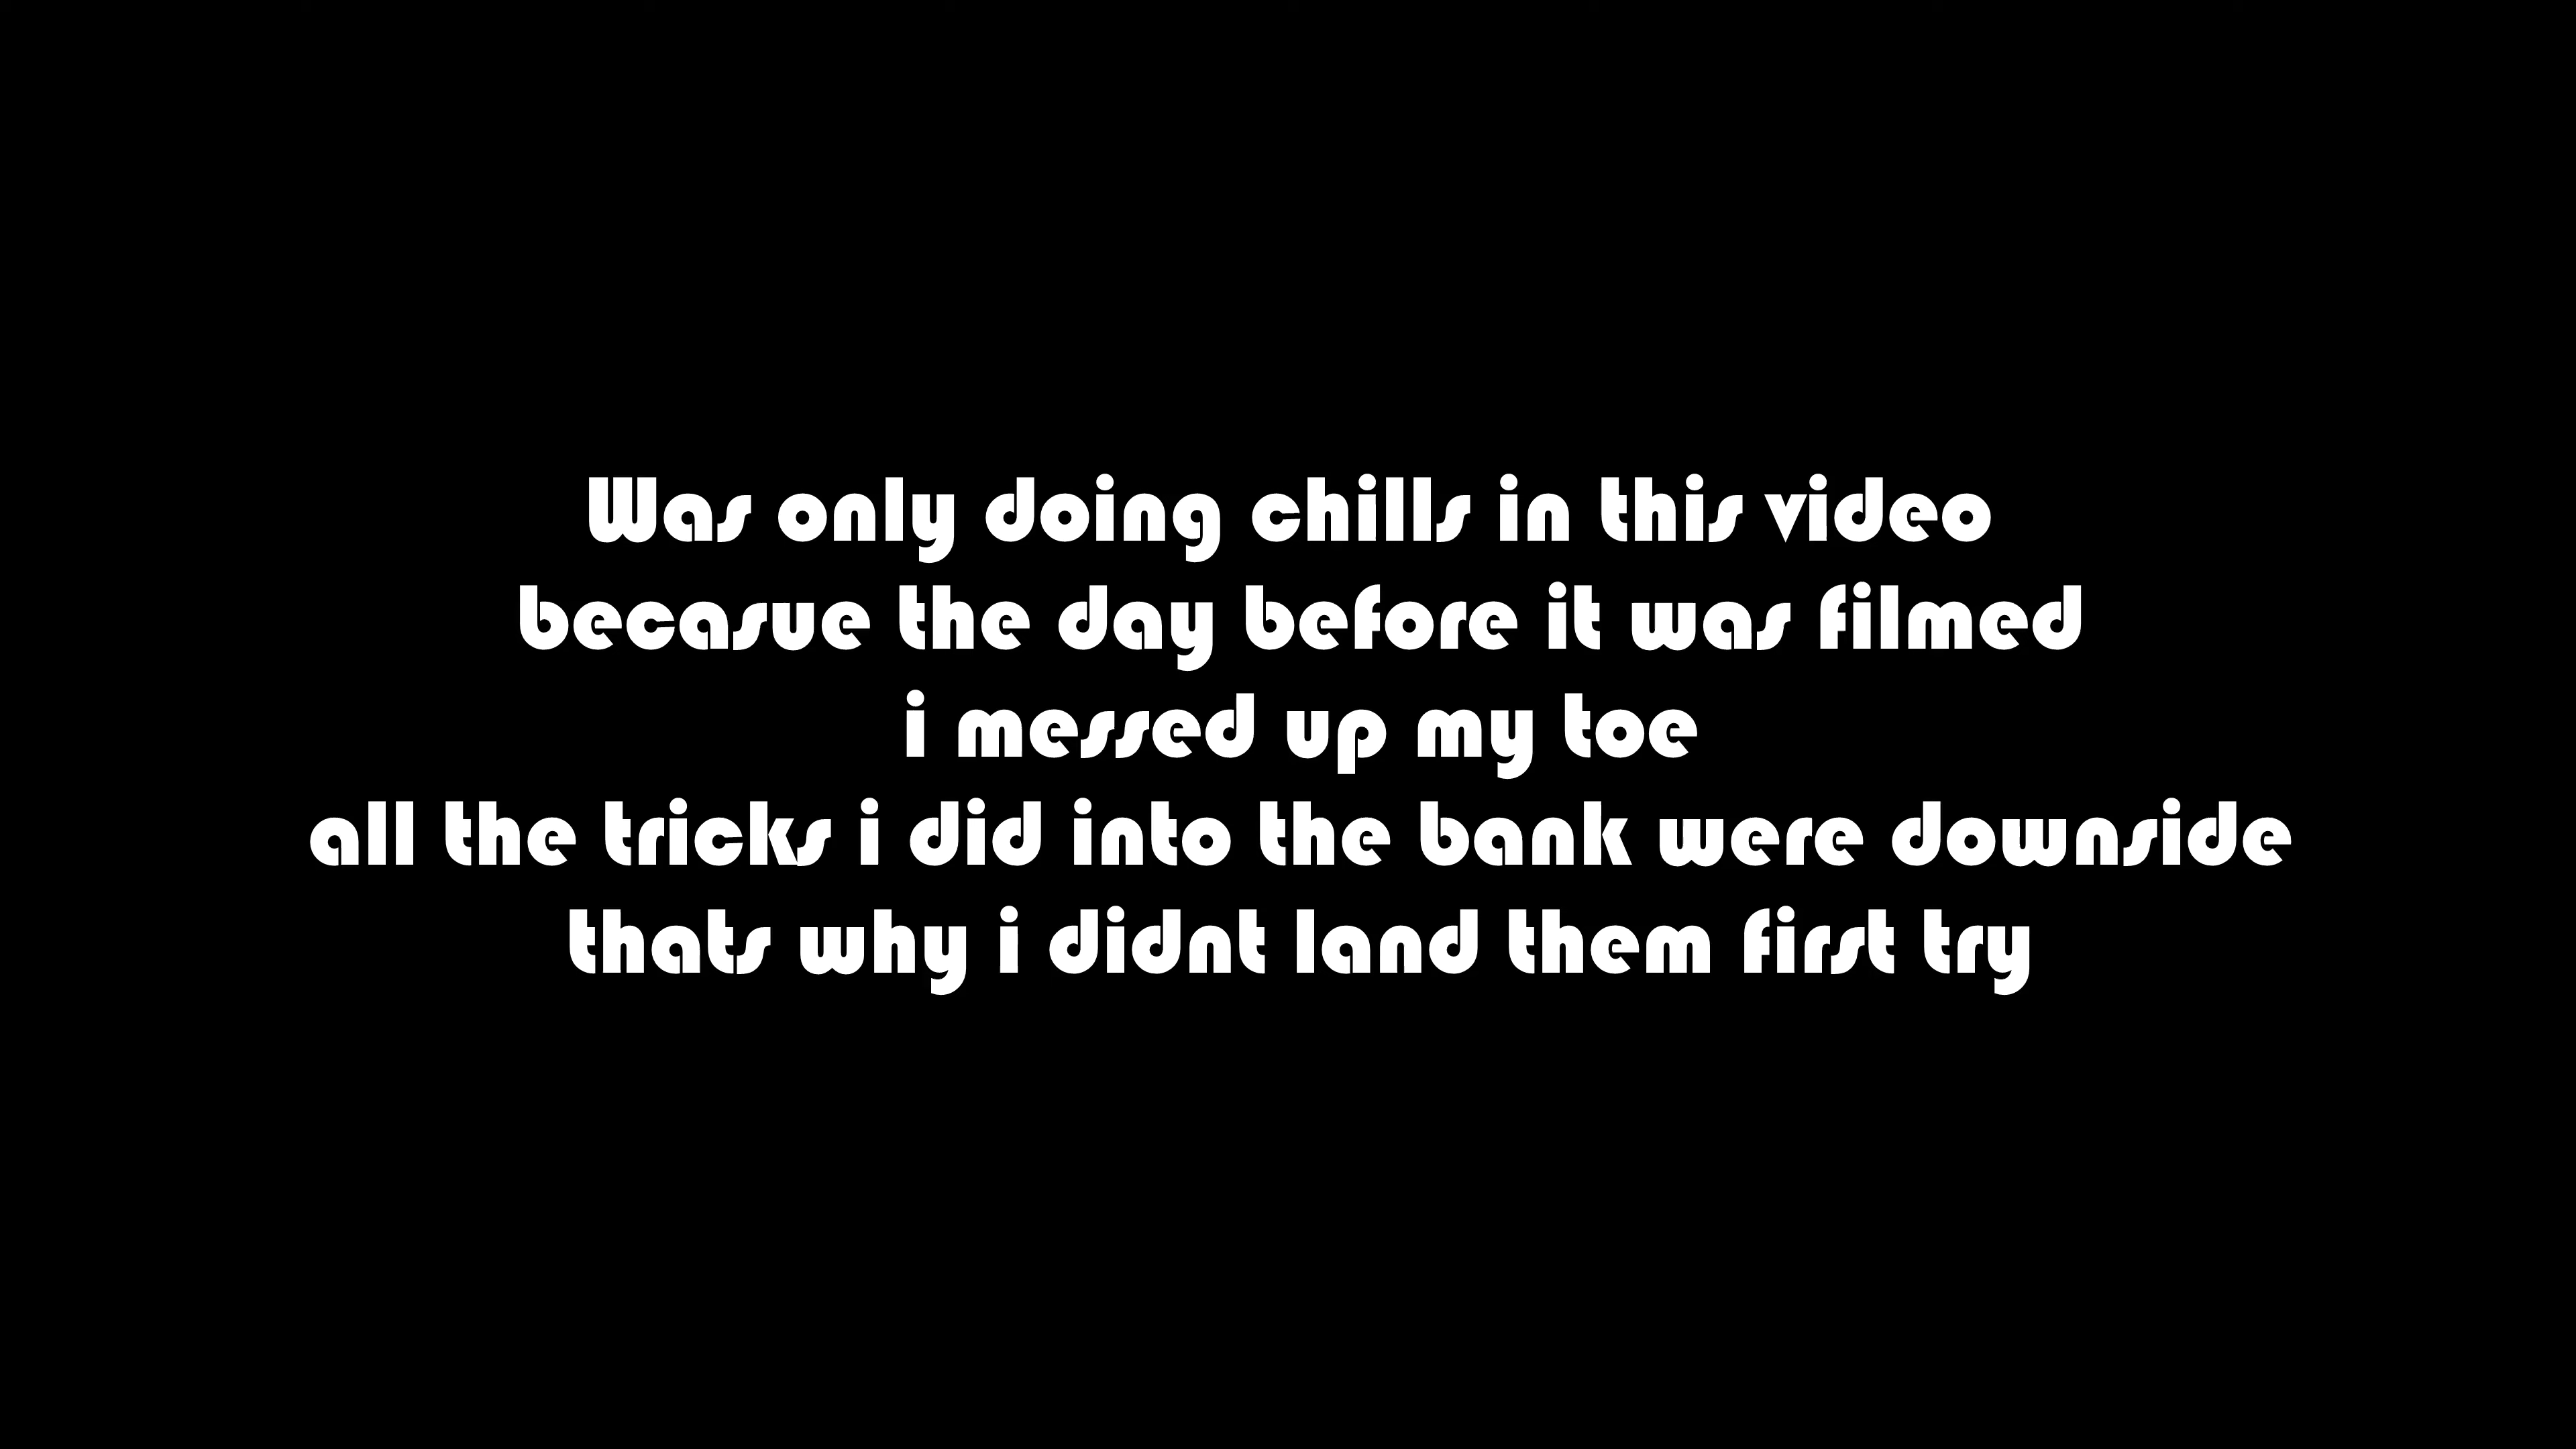 Was only doing chills in this video
becasue the day before it was filmed
i messed up my toe
all the tricks i did into the bank were downside
thats why i didnt land them first try